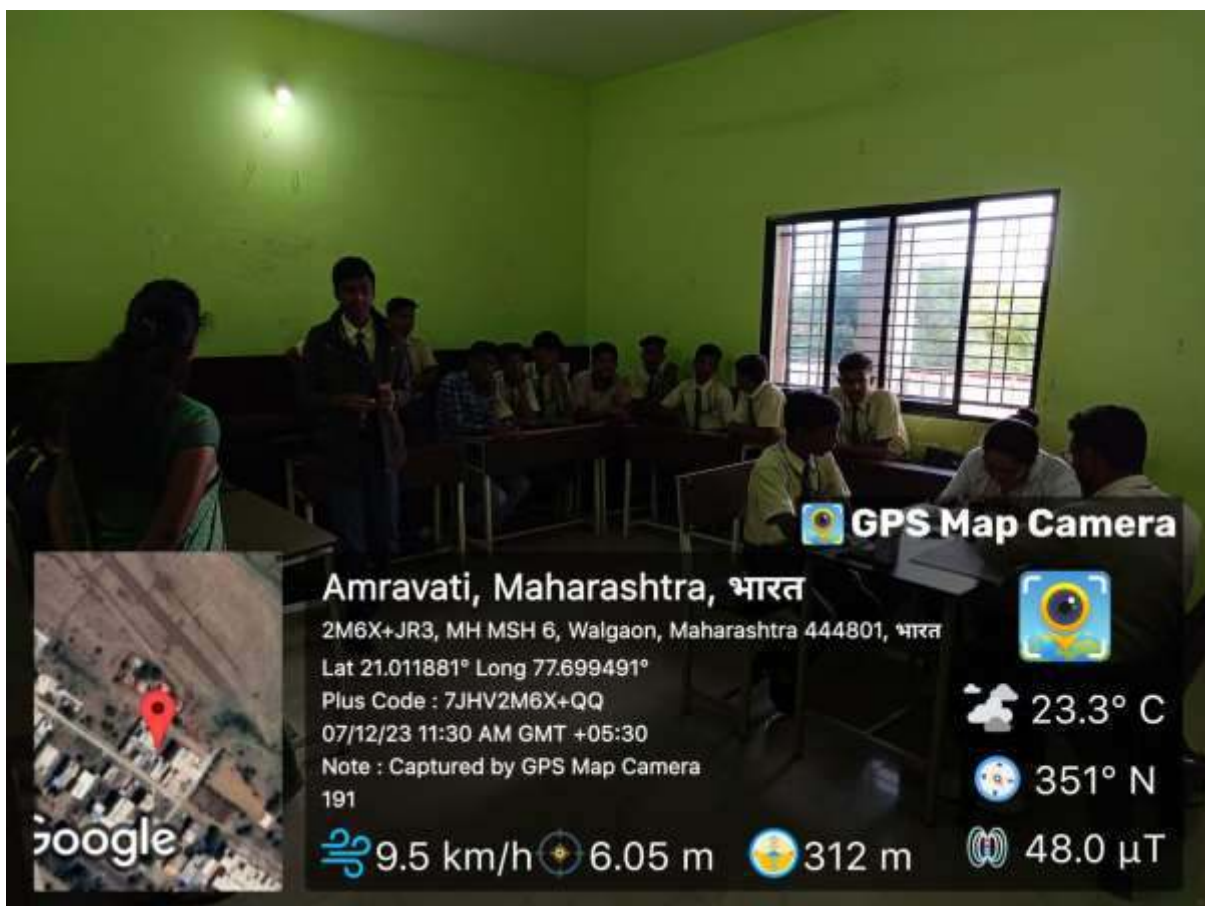 GPS Map Camera
Amravati, Maharashtra, भारत
2M6X+JR3, MH MSH 6, Walgaon, Maharashtra 444801, भारत
Lat 21.011881° Long 77.699491°
Plus Code : 7JHV2M6X+QQ
07/12/23 11:30 AM GMT +05:30
Note : Captured by GPS Map Camera
191
Google
9.5 km/h 6.05 m 312 m
23.3° C
351° N
48.0 µT